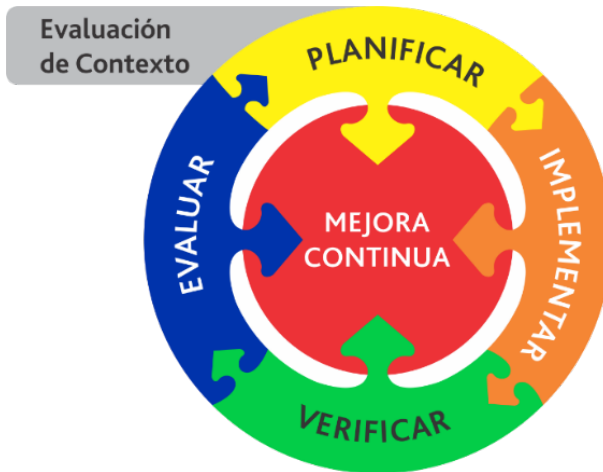 Evaluación
de Contexto
PLANIFICAR
IMPLEMENTAR
VERIFICAR
EVALUAR
MEJORA
CONTINUA